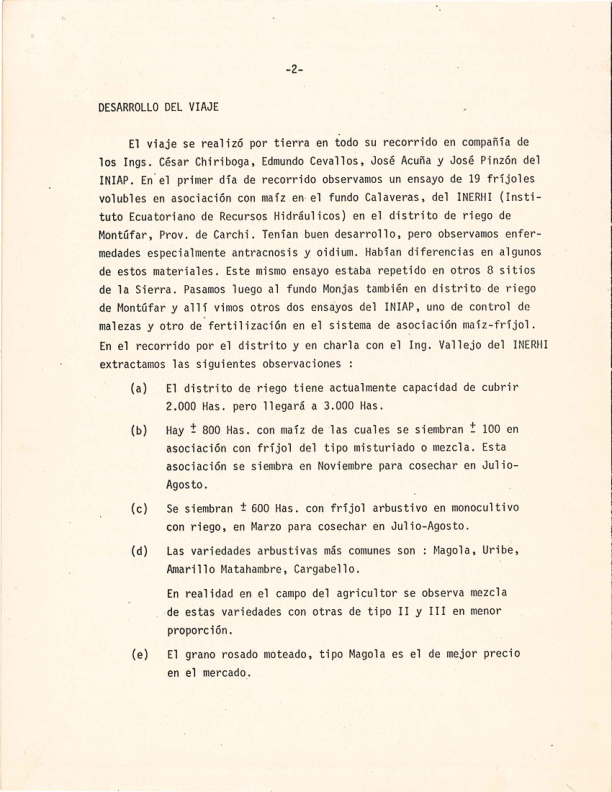 -2-
DESARROLLO DEL VIAJE
El viaje se realizó por tierra en todo su recorrido en compañía de
los Ings. César Chiriboga, Edmundo Cevallos, José Acuña y José Pinzón del
INIAP. En el primer día de recorrido observamos un ensayo de 19 fríjoles
volubles en asociación con maíz en el fundo Calaveras, del INERHI (Insti-
tuto Ecuatoriano de Recursos Hidráulicos) en el distrito de riego de
Montúfar, Prov. de Carchi. Tenían buen desarrollo, pero observamos enfer-
medades especialmente antracnosis y oidium. Habían diferencias en algunos
de estos materiales. Este mismo ensayo estaba repetido en otros 8 sitios
de la Sierra. Pasamos luego al fundo Monjas también en distrito de riego
de Montúfar y allí vimos otros dos ensayos del INIAP, uno de control de
malezas y otro de fertilización en el sistema de asociación maíz-fríjol.
En el recorrido por el distrito y en charla con el Ing. Vallejo del INERHI
extractamos las siguientes observaciones :
(a) El distrito de riego tiene actualmente capacidad de cubrir
2.000 Has. pero llegará a 3.000 Has.
(b) Hay ± 800 Has. con maíz de las cuales se siembran ± 100 en
asociación con fríjol del tipo misturiado o mezcla. Esta
asociación se siembra en Noviembre para cosechar en Julio-
Agosto.
(c) Se siembran ± 600 Has. con fríjol arbustivo en monocultivo
con riego, en Marzo para cosechar en Julio-Agosto.
(d) Las variedades arbustivas más comunes son : Magola, Uribe,
Amarillo Matahambre, Cargabello.
En realidad en el campo del agricultor se observa mezcla
de estas variedades con otras de tipo II y III en menor
proporción.
(e) El grano rosado moteado, tipo Magola es el de mejor precio
en el mercado.